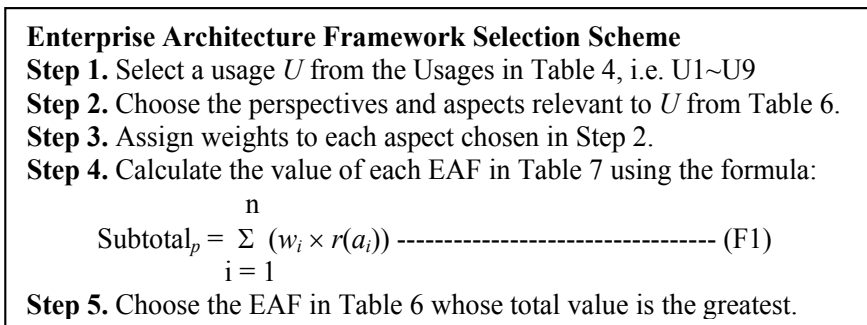 Enterprise Architecture Framework Selection Scheme
Step 1. Select a usage U from the Usages in Table 4, i.e. U1~U9
Step 2. Choose the perspectives and aspects relevant to U from Table 6.
Step 3. Assign weights to each aspect chosen in Step 2.
Step 4. Calculate the value of each EAF in Table 7 using the formula:
n
Subtotalₚ = Σ (wᵢ × r(aᵢ)) ---------------------------------- (F1)
i = 1
Step 5. Choose the EAF in Table 6 whose total value is the greatest.